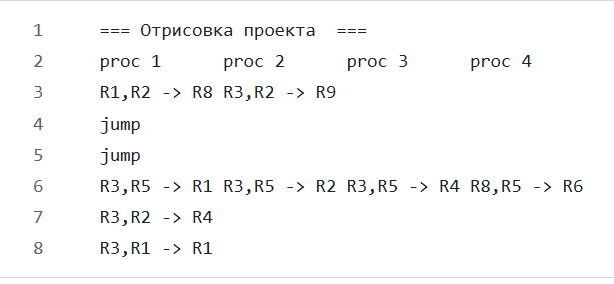 1 === Отрисовка проекта  ===
2 proc 1      proc 2      proc 3      proc 4
3 R1,R2 -> R8 R3,R2 -> R9
4 jump
5 jump
6 R3,R5 -> R1 R3,R5 -> R2 R3,R5 -> R4 R8,R5 -> R6
7 R3,R2 -> R4
8 R3,R1 -> R1